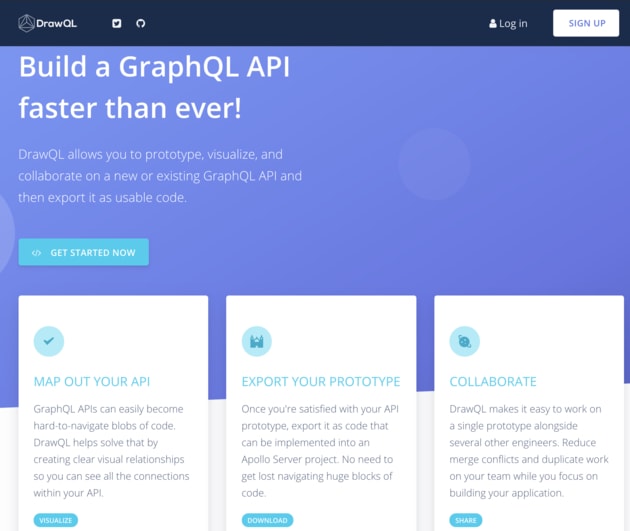 DrawQL
Log in
SIGN UP
Build a GraphQL API
faster than ever!
DrawQL allows you to prototype, visualize, and
collaborate on a new or existing GraphQL API and
then export it as usable code.
</> GET STARTED NOW
MAP OUT YOUR API
GraphQL APIs can easily become
hard-to-navigate blobs of code.
DrawQL helps solve that by
creating clear visual relationships
so you can see all the connections
within your API.
VISUALIZE
EXPORT YOUR PROTOTYPE
Once you're satisfied with your API
prototype, export it as code that
can be implemented into an
Apollo Server project. No need to
get lost navigating huge blocks of
code.
DOWNLOAD
COLLABORATE
DrawQL makes it easy to work on
a single prototype alongside
several other engineers. Reduce
merge conflicts and duplicate work
on your team while you focus on
building your application.
SHARE